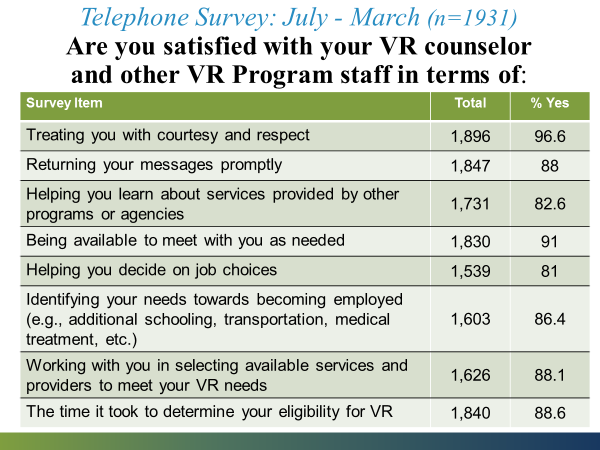 Telephone Survey: July - March (n=1931)
Are you satisfied with your VR counselor
and other VR Program staff in terms of:
Survey Item Total % Yes
Treating you with courtesy and respect 1,896 96.6
Returning your messages promptly 1,847 88
Helping you learn about services provided by other
programs or agencies 1,731 82.6
Being available to meet with you as needed 1,830 91
Helping you decide on job choices 1,539 81
Identifying your needs towards becoming employed
(e.g., additional schooling, transportation, medical
treatment, etc.) 1,603 86.4
Working with you in selecting available services and
providers to meet your VR needs 1,626 88.1
The time it took to determine your eligibility for VR 1,840 88.6